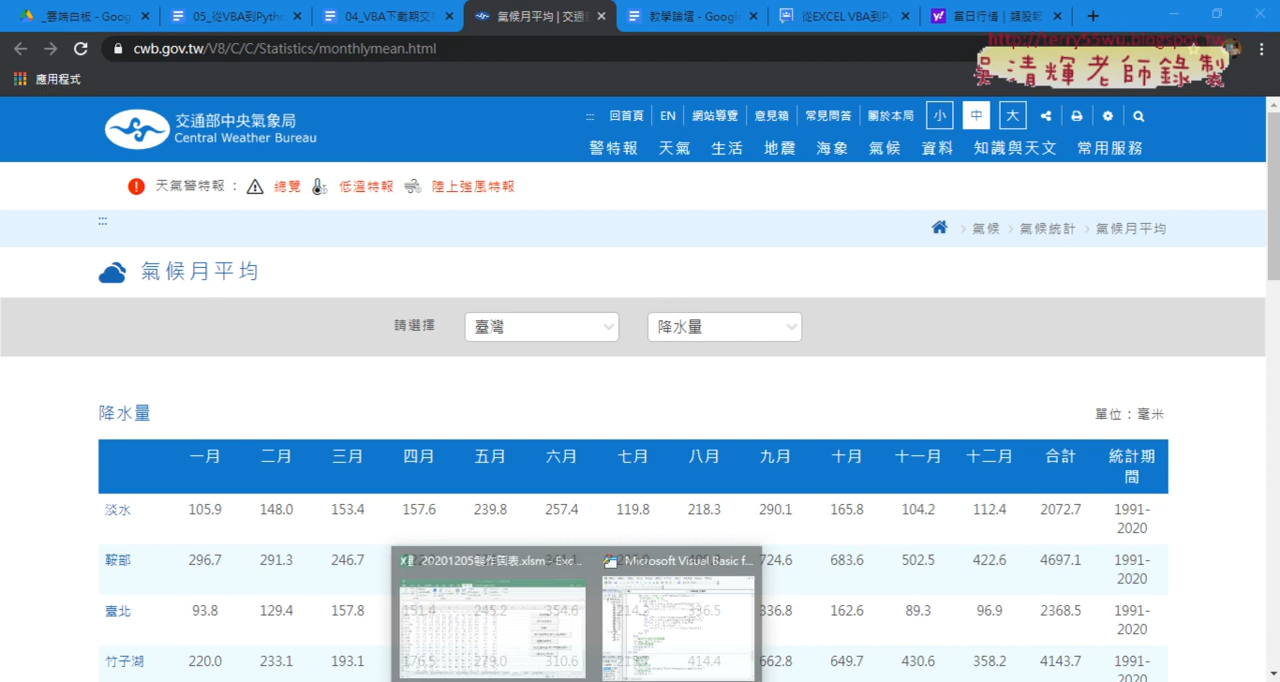 _雲端白板 - Goog
05_從VBA到Pytho
04_VBA下載期交
氣候月平均 | 交通
教學論壇 - Google
從EXCEL VBA到Py
當日行情 | 類股報
cwb.gov.tw/V8/C/C/Statistics/monthlymean.html
http://terry55wu.blogspot.tw
吳清輝老師錄製
應用程式
交通部中央氣象局
Central Weather Bureau
::: 回首頁 EN 網站導覽 意見箱 常見問答 關於本局 小 中 大
警特報 天氣 生活 地震 海象 氣候 資料 知識與天文 常用服務
天氣警特報 : 總覽 低溫特報 陸上強風特報
:::
氣候 > 氣候統計 > 氣候月平均
氣候月平均
請選擇 臺灣 降水量
降水量
單位:毫米
一月 二月 三月 四月 五月 六月 七月 八月 九月 十月 十一月 十二月 合計 統計期間
淡水 105.9 148.0 153.4 157.6 239.8 257.4 119.8 218.3 290.1 165.8 104.2 112.4 2072.7 1991-2020
鞍部 296.7 291.3 246.7 724.6 683.6 502.5 422.6 4697.1 1991-2020
20201205製作圖表.xlsm - Exc...
Microsoft Visual Basic f...
臺北 93.8 129.4 157.8 151.4 245.2 354.6 214.2 336.5 336.8 162.6 89.3 96.9 2368.5 1991-2020
竹子湖 220.0 233.1 193.1 176.5 279.0 310.6 414.4 662.8 649.7 430.6 358.2 4143.7 1991-2020